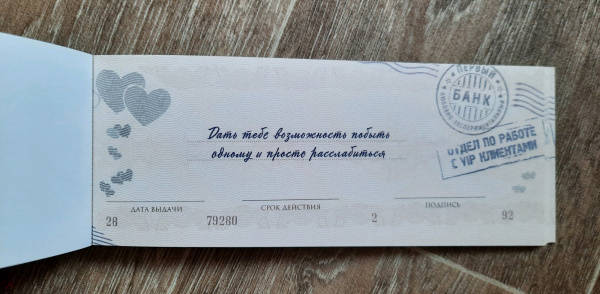 ПЕРВЫЙ
БАНК
Дать тебе возможность побыть
одному и просто расслабиться
ОТДЕЛ ПО РАБОТЕ
С VIP КЛИЕНТАМИ
ДАТА ВЫДАЧИ
СРОК ДЕЙСТВИЯ
ПОДПИСЬ
28 79280 2 92